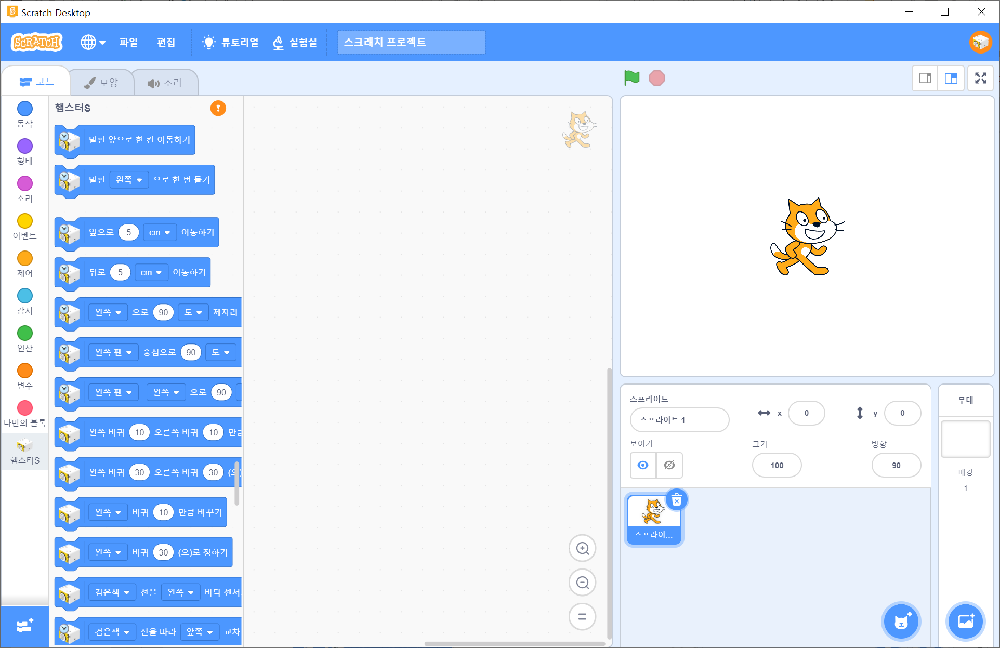 Scratch Desktop
SCRATCH 파일 편집 튜토리얼 실험실 스크래치 프로젝트
코드 모양 소리
동작
형태
소리
이벤트
제어
감지
연산
변수
나만의 블록
햄스터S
햄스터S
말판 앞으로 한 칸 이동하기
말판 왼쪽 으로 한 번 돌기
앞으로 5 cm 이동하기
뒤로 5 cm 이동하기
왼쪽 으로 90 도 제자리
왼쪽 펜 중심으로 90 도
왼쪽 펜 왼쪽 으로 90
왼쪽 바퀴 10 오른쪽 바퀴 10 만큼
왼쪽 바퀴 30 오른쪽 바퀴 30 (으)
왼쪽 바퀴 10 만큼 바꾸기
왼쪽 바퀴 30 (으)로 정하기
검은색 선을 왼쪽 바닥 센서
검은색 선을 따라 앞쪽 교차
스프라이트
스프라이트 1
x 0
y 0
보이기
크기
100
방향
90
스프라이...
무대
배경
1